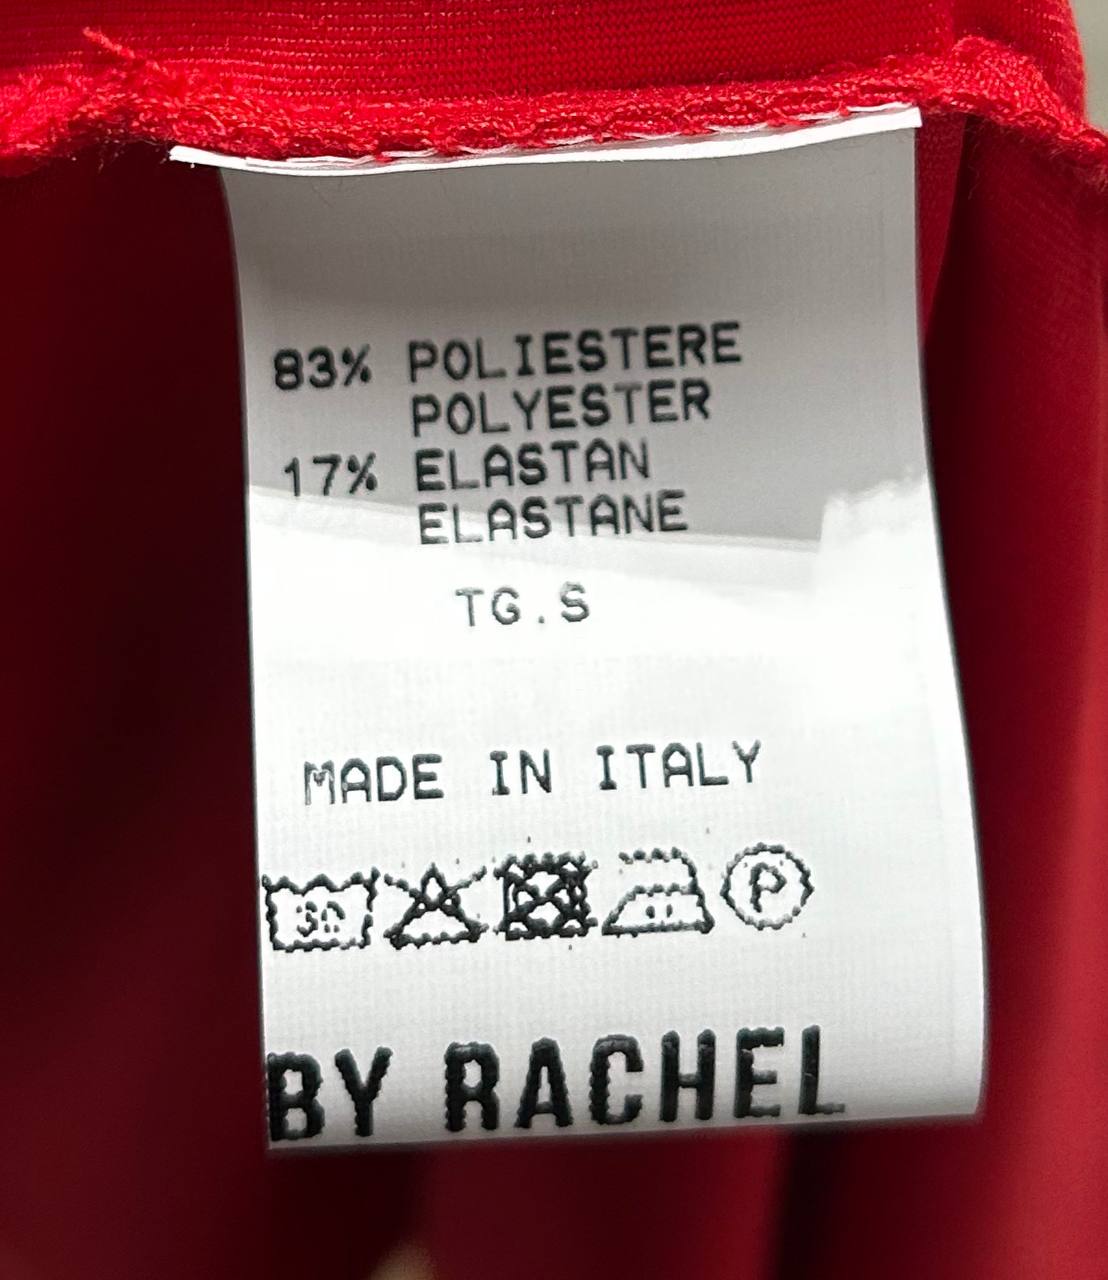 83% POLIESTERE
POLYESTER
17% ELASTAN
ELASTANE
TG.S
MADE IN ITALY
30 P
BY RACHEL